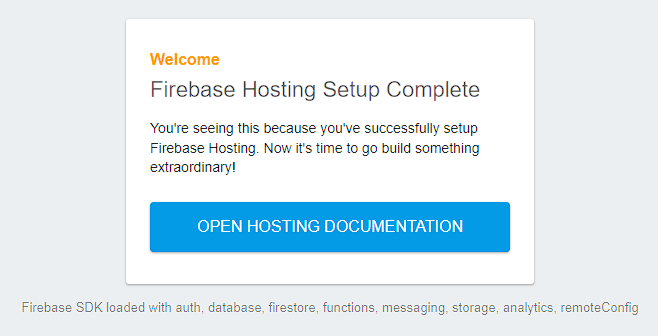 Welcome
Firebase Hosting Setup Complete
You're seeing this because you've successfully setup
Firebase Hosting. Now it's time to go build something
extraordinary!
OPEN HOSTING DOCUMENTATION
Firebase SDK loaded with auth, database, firestore, functions, messaging, storage, analytics, remoteConfig